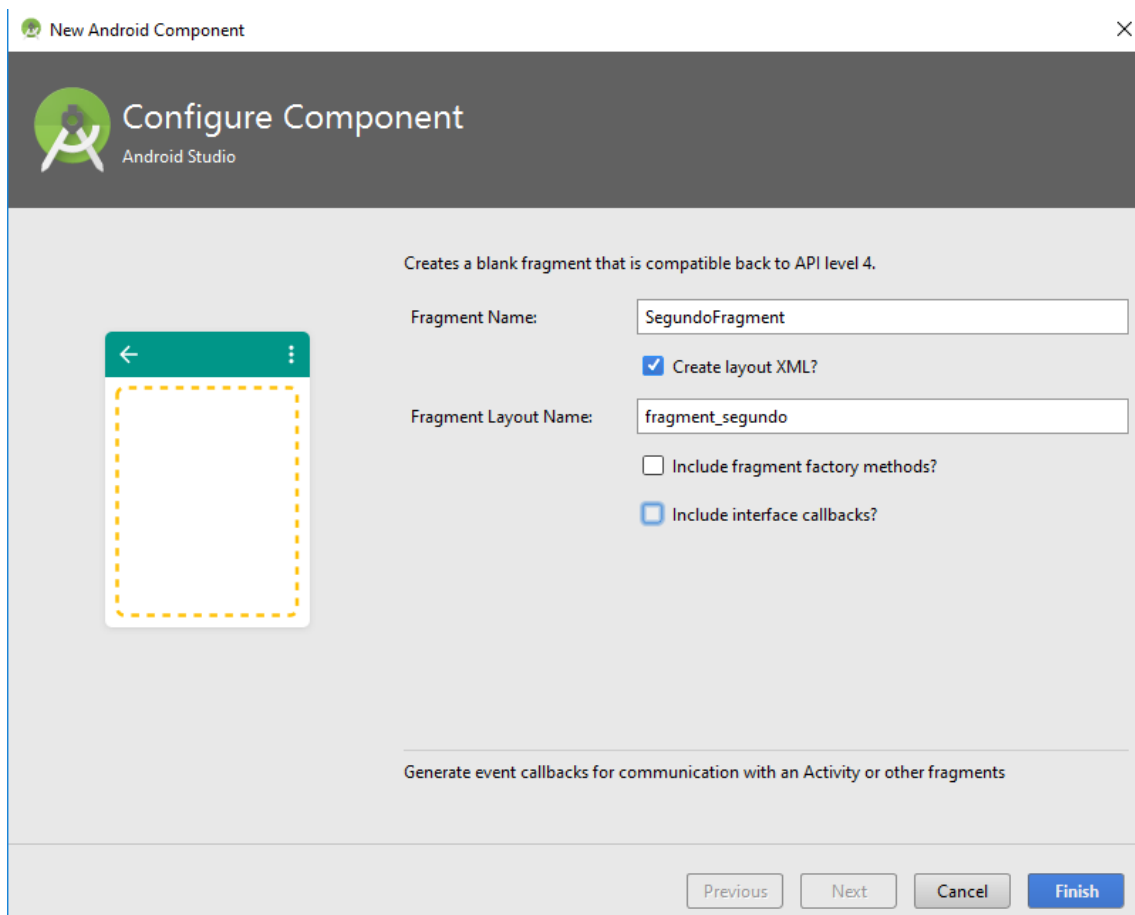 New Android Component
Configure Component
Android Studio
Creates a blank fragment that is compatible back to API level 4.
Fragment Name: SegundoFragment
Create layout XML?
Fragment Layout Name: fragment_segundo
Include fragment factory methods?
Include interface callbacks?
Generate event callbacks for communication with an Activity or other fragments
Previous Next Cancel Finish